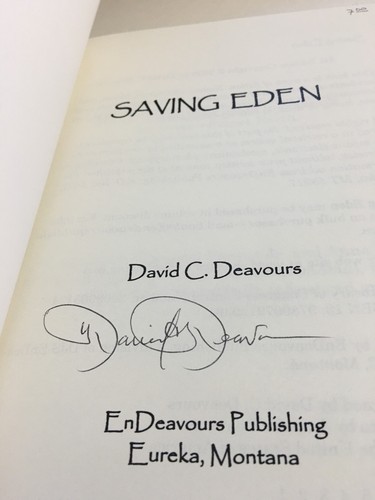 SAVING EDEN
David C. Deavours
EnDeavours Publishing
Eureka, Montana